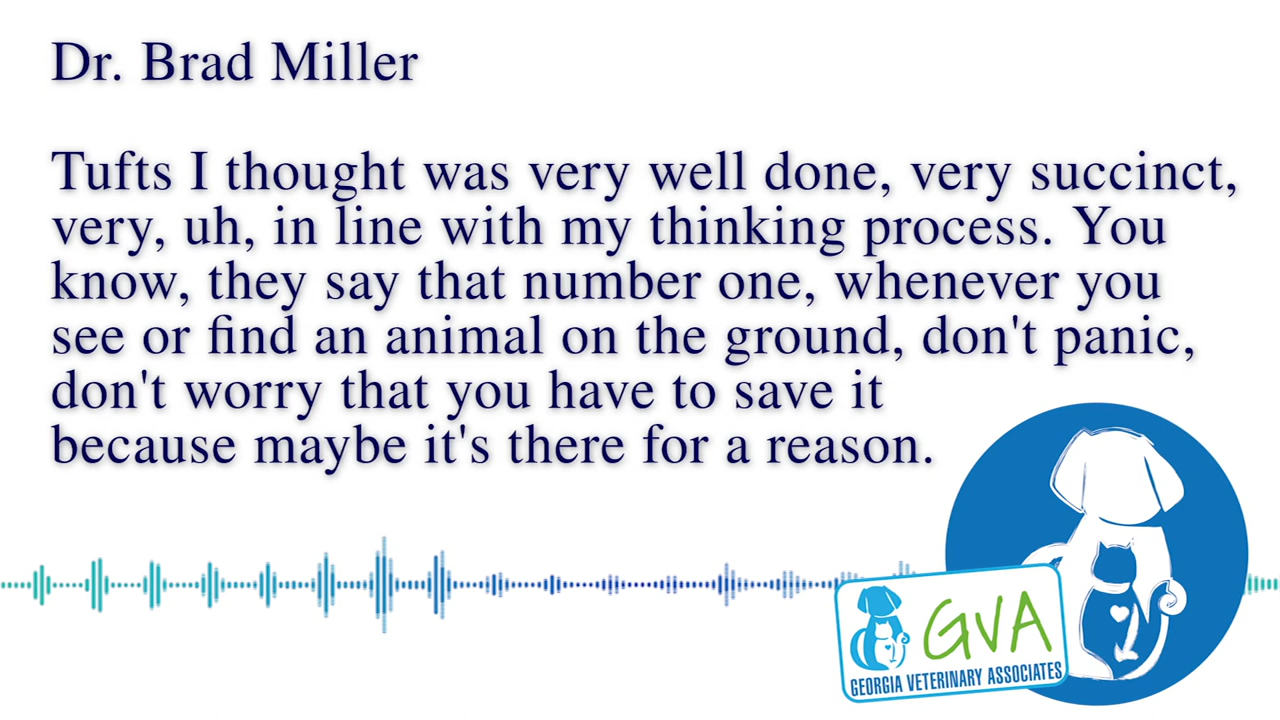 Dr. Brad Miller
Tufts I thought was very well done, very succinct,
very, uh, in line with my thinking process. You
know, they say that number one, whenever you
see or find an animal on the ground, don't panic,
don't worry that you have to save it
because maybe it's there for a reason.
GVA
GEORGIA VETERINARY ASSOCIATES